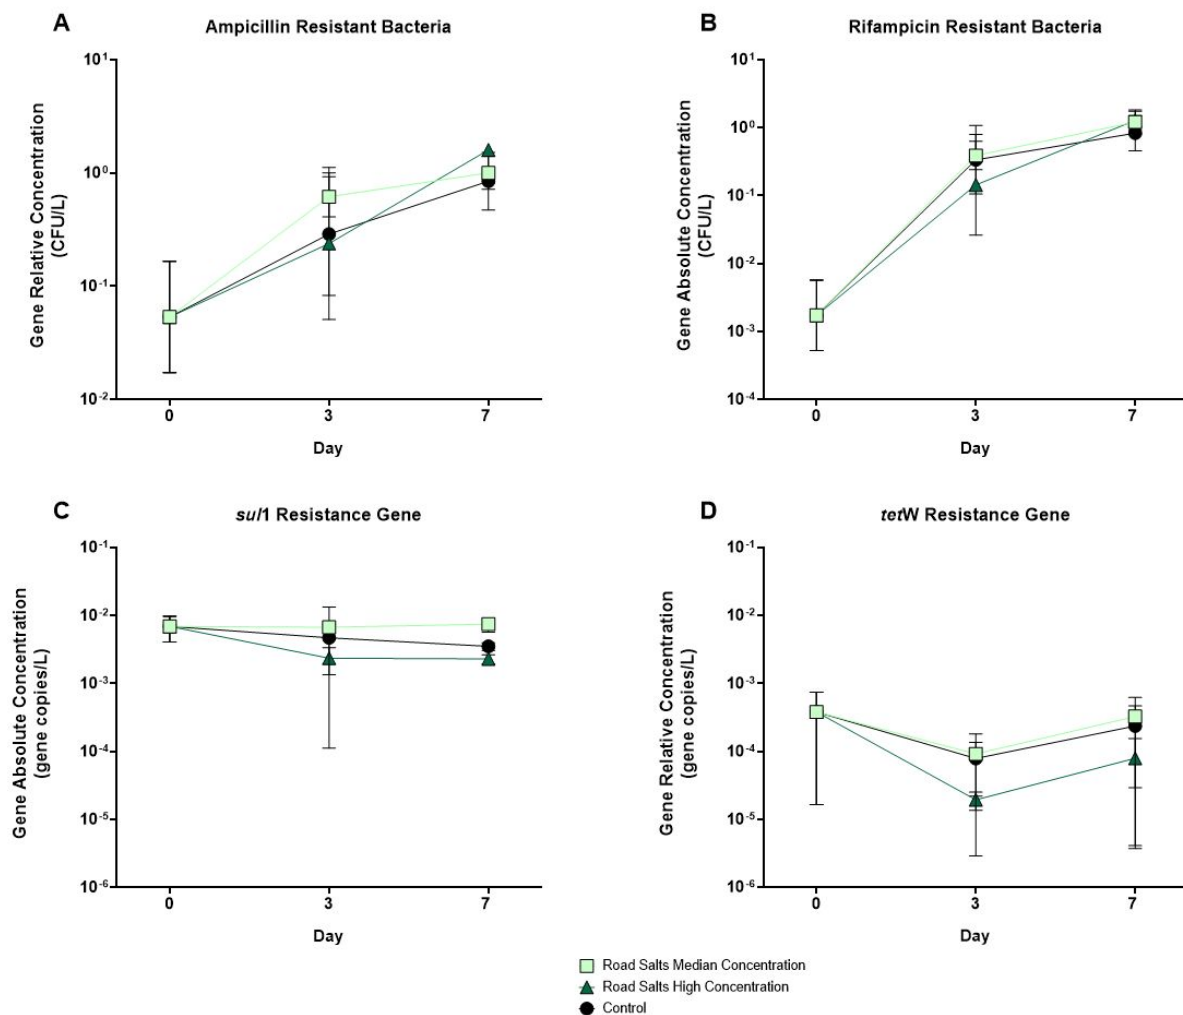 A
Ampicillin Resistant Bacteria
Gene Relative Concentration
(CFU/L)
10¹
10⁰
10⁻¹
10⁻²
0 3 7
Day
B
Rifampicin Resistant Bacteria
Gene Absolute Concentration
(CFU/L)
10¹
10⁰
10⁻¹
10⁻²
10⁻³
10⁻⁴
0 3 7
Day
C
sul1 Resistance Gene
Gene Absolute Concentration
(gene copies/L)
10⁻¹
10⁻²
10⁻³
10⁻⁴
10⁻⁵
10⁻⁶
0 3 7
Day
D
tetW Resistance Gene
Gene Relative Concentration
(gene copies/L)
10⁻¹
10⁻²
10⁻³
10⁻⁴
10⁻⁵
10⁻⁶
0 3 7
Day
Road Salts Median Concentration
Road Salts High Concentration
Control